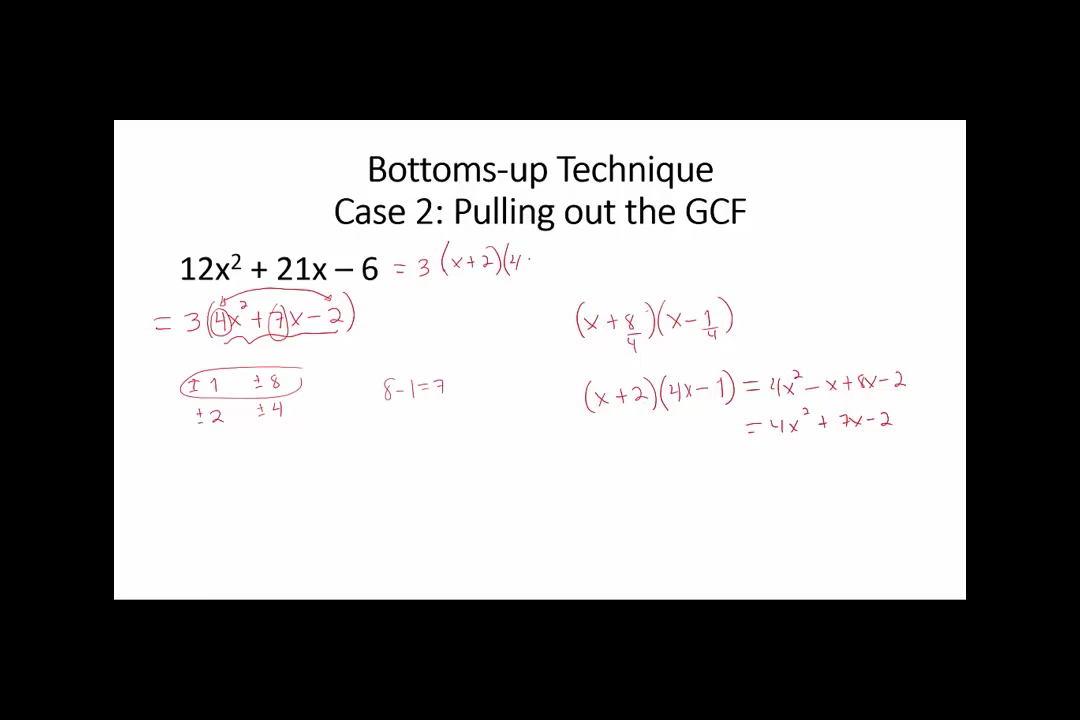 Bottoms-up Technique
Case 2: Pulling out the GCF
12x² + 21x – 6 = 3 (x+2)(4
= 3(4x² + 7x − 2)
(x + 8/4)(x − 1/4)
± 1 ± 8
8 − 1 = 7
(x + 2)(4x − 1) = 4x² − x + 8x − 2
± 2 ± 4
= 4x² + 7x − 2